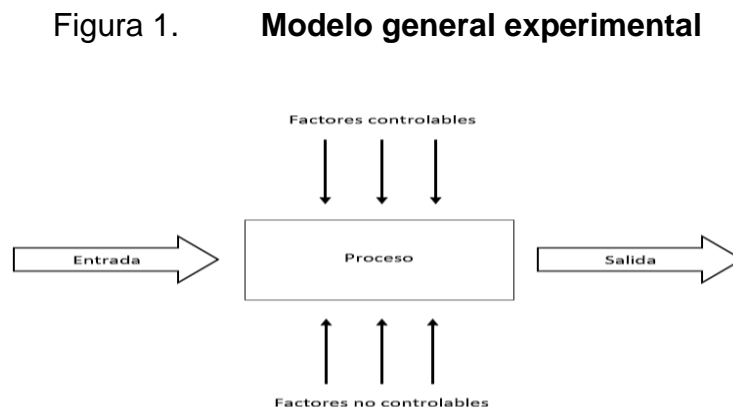 Figura 1. Modelo general experimental
Factores controlables
Entrada
Proceso
Salida
Factores no controlables